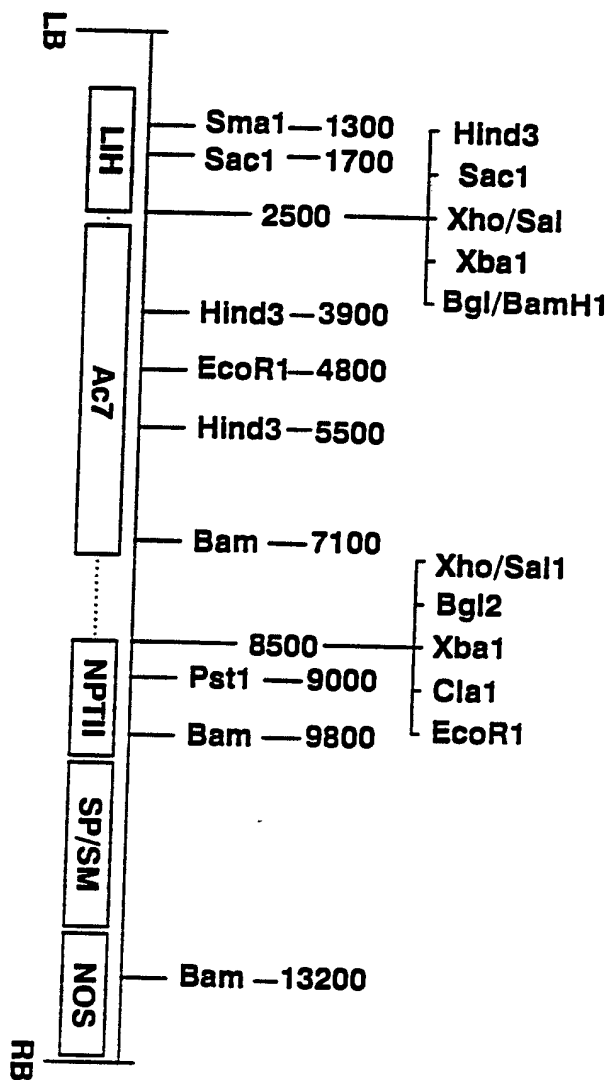 LB
LIH
Sma1—1300
Sac1—1700
2500
Hind3
Sac1
Xho/Sal
Xba1
Bgl/BamH1
Ac7
Hind3—3900
EcoR1—4800
Hind3—5500
Bam—7100
8500
Xho/Sal1
Bgl2
Xba1
Cla1
EcoR1
NPTII
Pst1—9000
Bam—9800
SP/SM
NOS
Bam—13200
RB